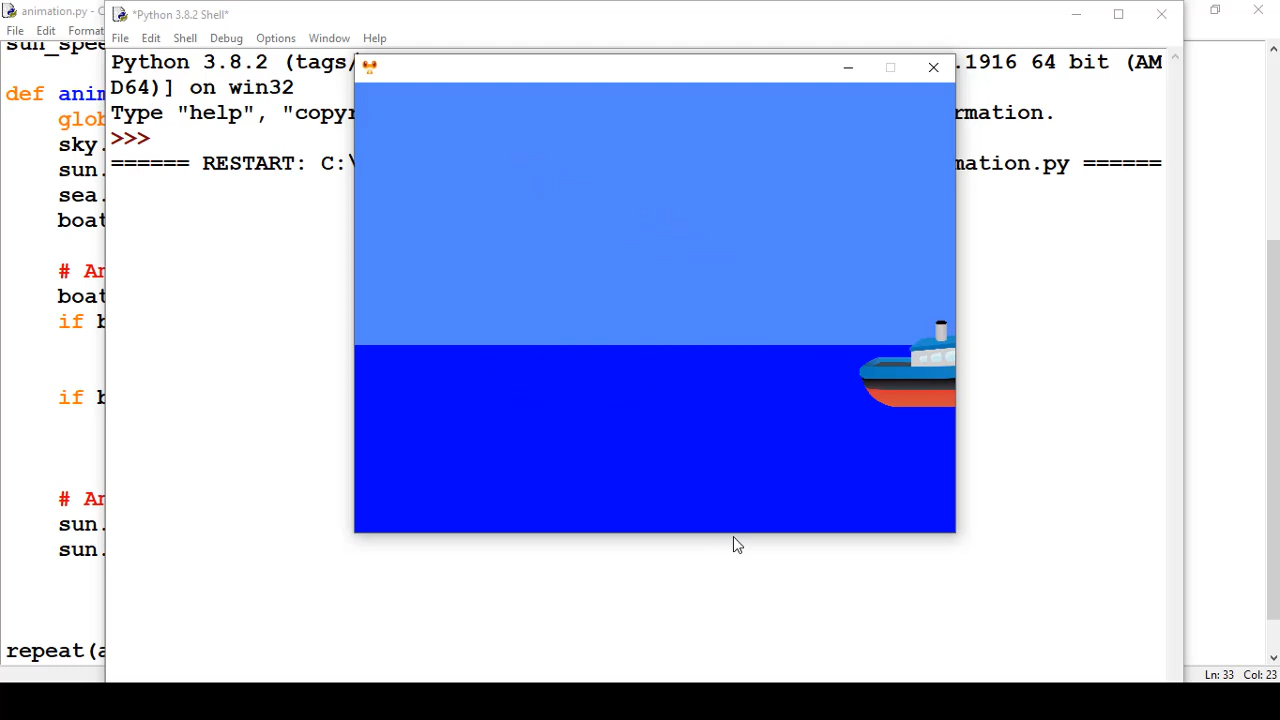 animation.py - C
File Edit Format
sun_spee
def anim
glob
sky.
sun.
sea.
boat
# An
boat
if b
if b
# An
sun.
sun.
repeat(a
*Python 3.8.2 Shell*
File Edit Shell Debug Options Window Help
Python 3.8.2 (tags/ .1916 64 bit (AM
D64)] on win32
Type "help", "copyr rmation.
>>>
====== RESTART: C:\ mation.py ======
Ln: 33 Col: 23